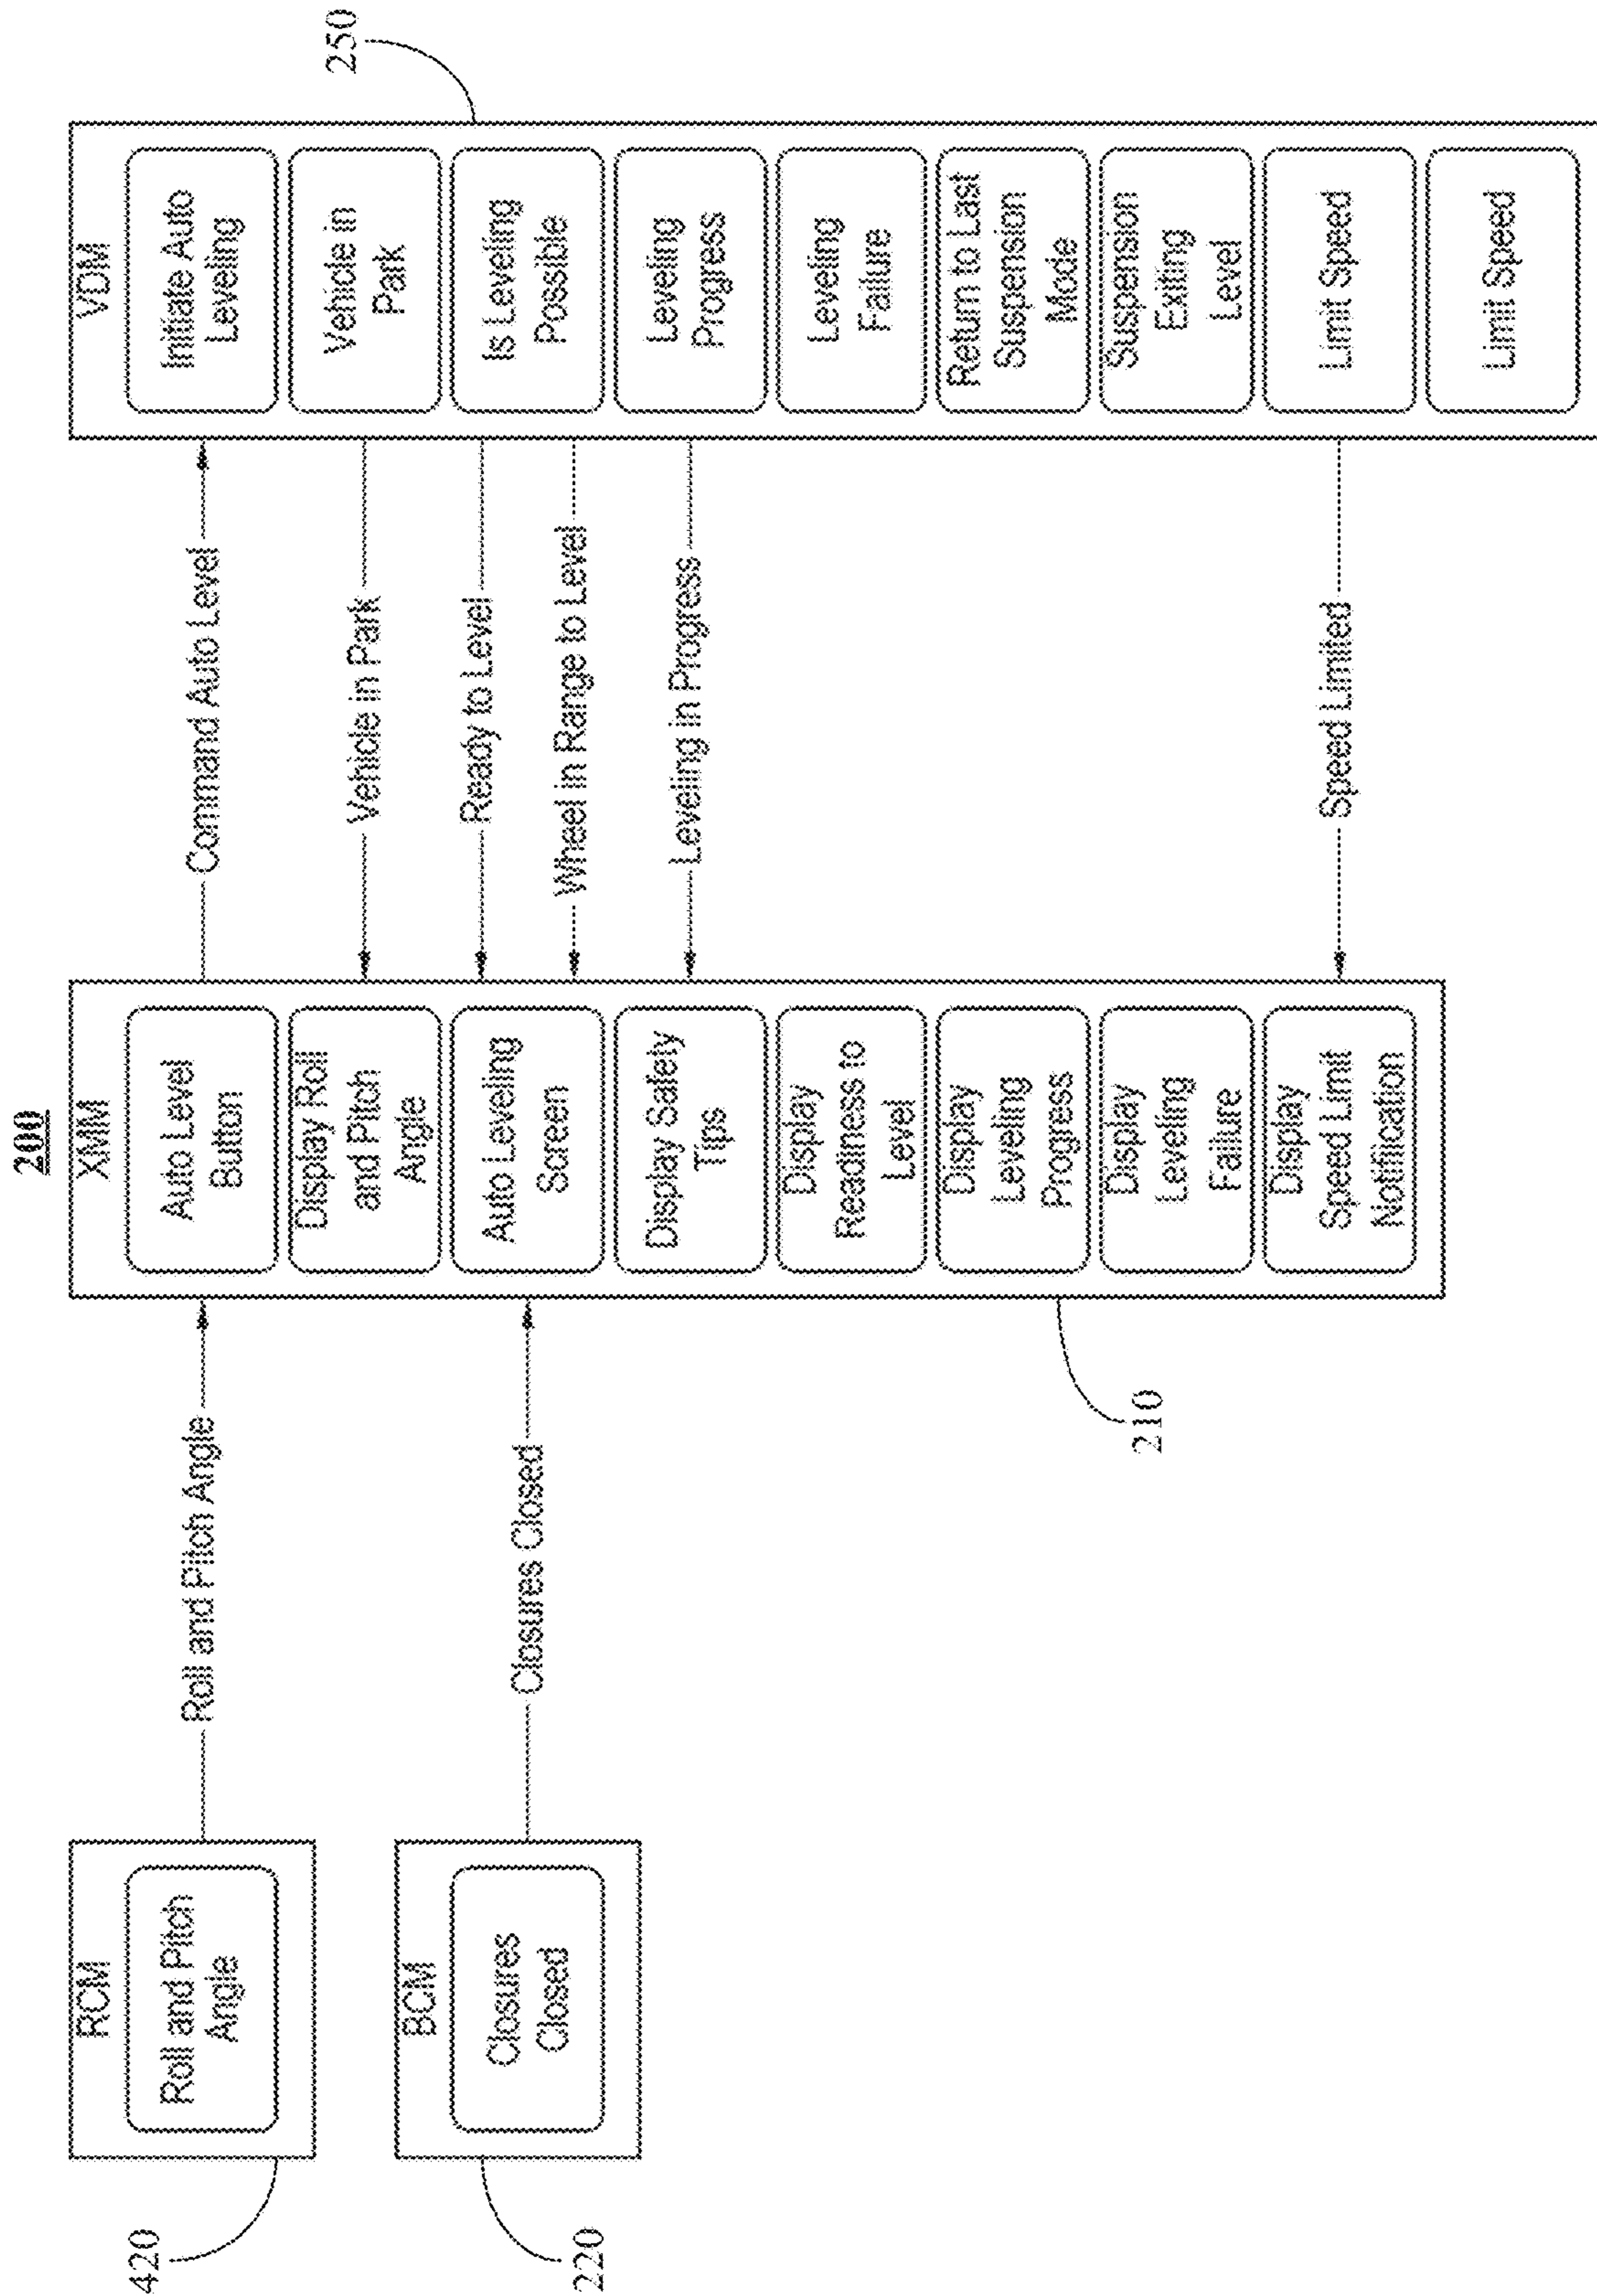 200
RCM
Roll and Pitch
Angle
420
BCM
Closures
Closed
220
Roll and Pitch Angle
Closures Closed
XMM
Auto Level
Button
Display Roll
and Pitch
Angle
Auto Leveling
Screen
Display Safety
Tips
Display
Readiness to
Level
Display
Leveling
Progress
Display
Leveling
Failure
Display
Speed Limit
Notification
210
Command Auto Level
Vehicle in Park
Ready to Level
Wheel in Range to Level
Leveling in Progress
Speed Limited
VDM
Initiate Auto
Leveling
Vehicle in
Park
Is Leveling
Possible
Leveling
Progress
Leveling
Failure
Return to Last
Suspension
Mode
Suspension
Exiting
Level
Limit Speed
Limit Speed
250